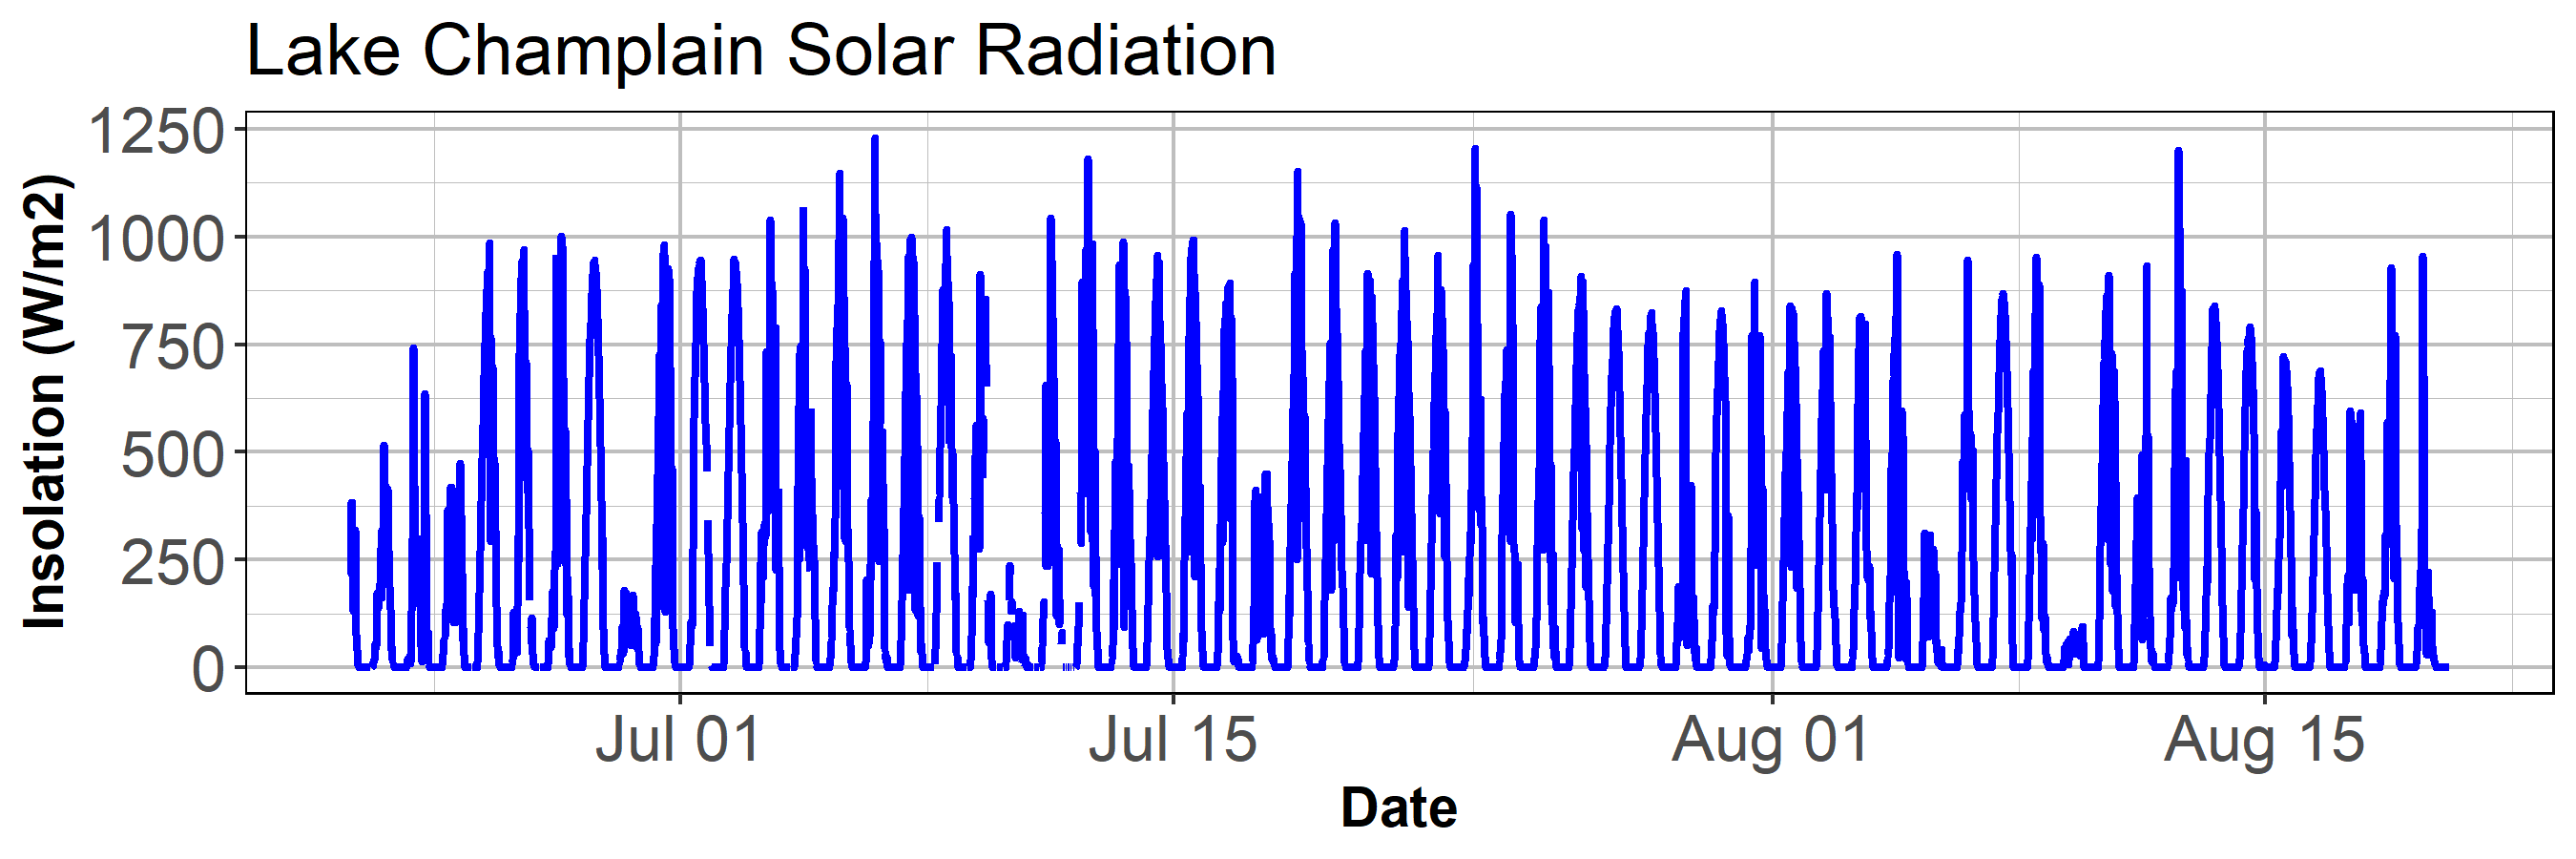 Lake Champlain Solar Radiation
Insolation (W/m2)
1250
1000
750
500
250
0
Jul 01 Jul 15 Aug 01 Aug 15
Date